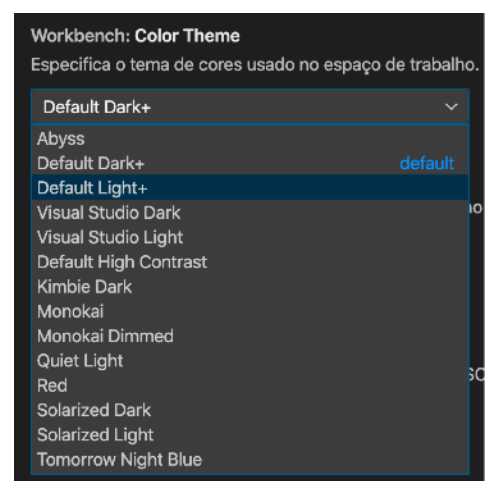 Workbench: Color Theme
Especifica o tema de cores usado no espaço de trabalho.
Default Dark+
Abyss
Default Dark+ default
Default Light+
Visual Studio Dark
Visual Studio Light
Default High Contrast
Kimbie Dark
Monokai
Monokai Dimmed
Quiet Light
Red
Solarized Dark
Solarized Light
Tomorrow Night Blue